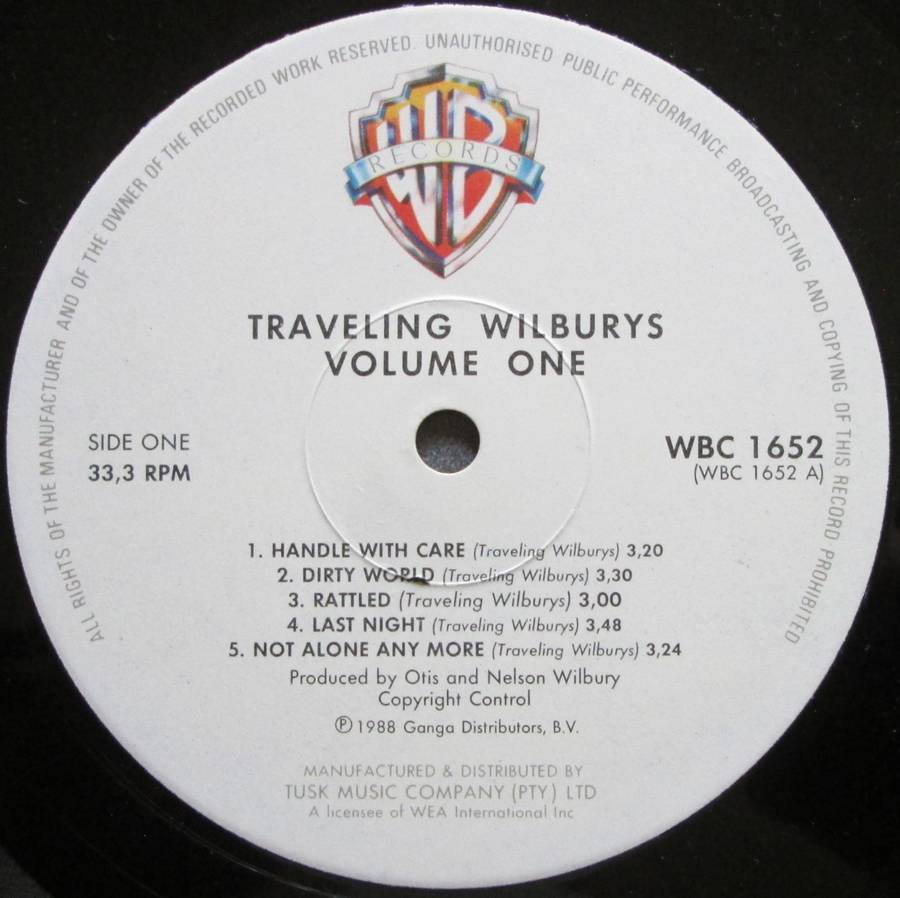 ALL RIGHTS OF THE MANUFACTURER AND OF THE OWNER OF THE RECORDED WORK RESERVED. UNAUTHORISED PUBLIC PERFORMANCE BROADCASTING AND COPYING OF THIS RECORD PROHIBITED
WB
RECORDS
TRAVELING WILBURYS
VOLUME ONE
SIDE ONE
33,3 RPM
WBC 1652
(WBC 1652 A)
1. HANDLE WITH CARE (Traveling Wilburys) 3,20
2. DIRTY WORLD (Traveling Wilburys) 3,30
3. RATTLED (Traveling Wilburys) 3,00
4. LAST NIGHT (Traveling Wilburys) 3,48
5. NOT ALONE ANY MORE (Traveling Wilburys) 3,24
Produced by Otis and Nelson Wilbury
Copyright Control
℗ 1988 Ganga Distributors, B.V.
MANUFACTURED & DISTRIBUTED BY
TUSK MUSIC COMPANY (PTY) LTD
A licensee of WEA International Inc